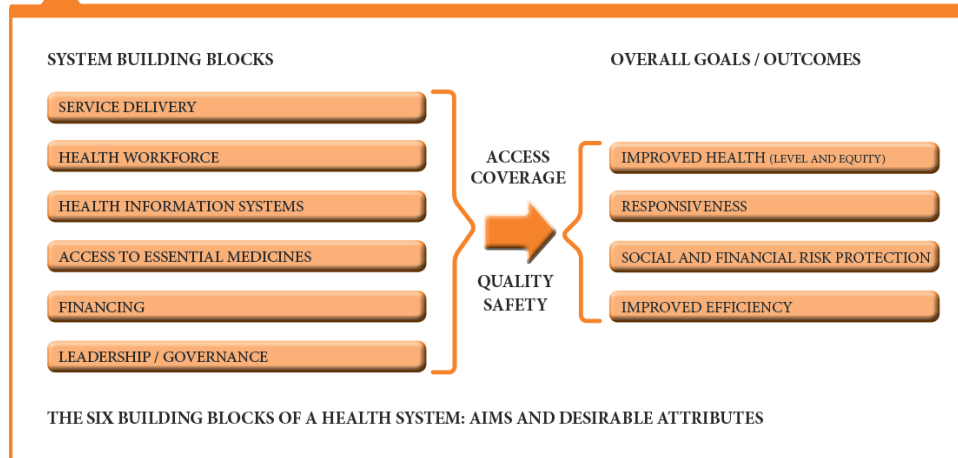 SYSTEM BUILDING BLOCKS
SERVICE DELIVERY
HEALTH WORKFORCE
HEALTH INFORMATION SYSTEMS
ACCESS TO ESSENTIAL MEDICINES
FINANCING
LEADERSHIP / GOVERNANCE
ACCESS
COVERAGE
QUALITY
SAFETY
OVERALL GOALS / OUTCOMES
IMPROVED HEALTH (LEVEL AND EQUITY)
RESPONSIVENESS
SOCIAL AND FINANCIAL RISK PROTECTION
IMPROVED EFFICIENCY
THE SIX BUILDING BLOCKS OF A HEALTH SYSTEM: AIMS AND DESIRABLE ATTRIBUTES